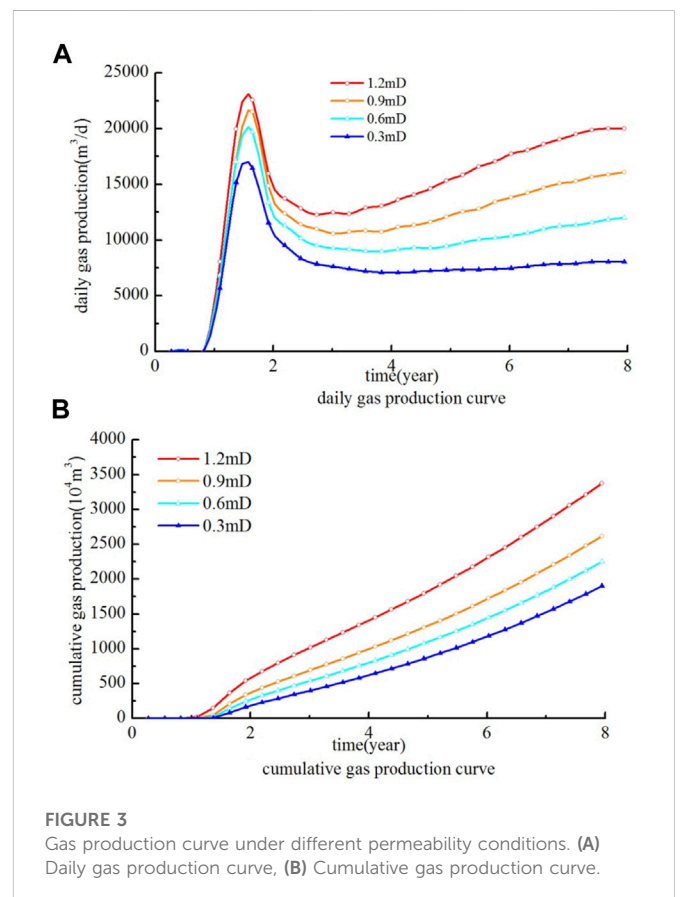 A
25000
20000
15000
10000
5000
0
daily gas production(m³/d)
1.2mD
0.9mD
0.6mD
0.3mD
0 2 4 6 8
time(year)
daily gas production curve
B
4000
3500
3000
2500
2000
1500
1000
500
0
cumulative gas production(10⁴m³)
1.2mD
0.9mD
0.6mD
0.3mD
0 2 4 6 8
time(year)
cumulative gas production curve
FIGURE 3
Gas production curve under different permeability conditions. (A)
Daily gas production curve, (B) Cumulative gas production curve.